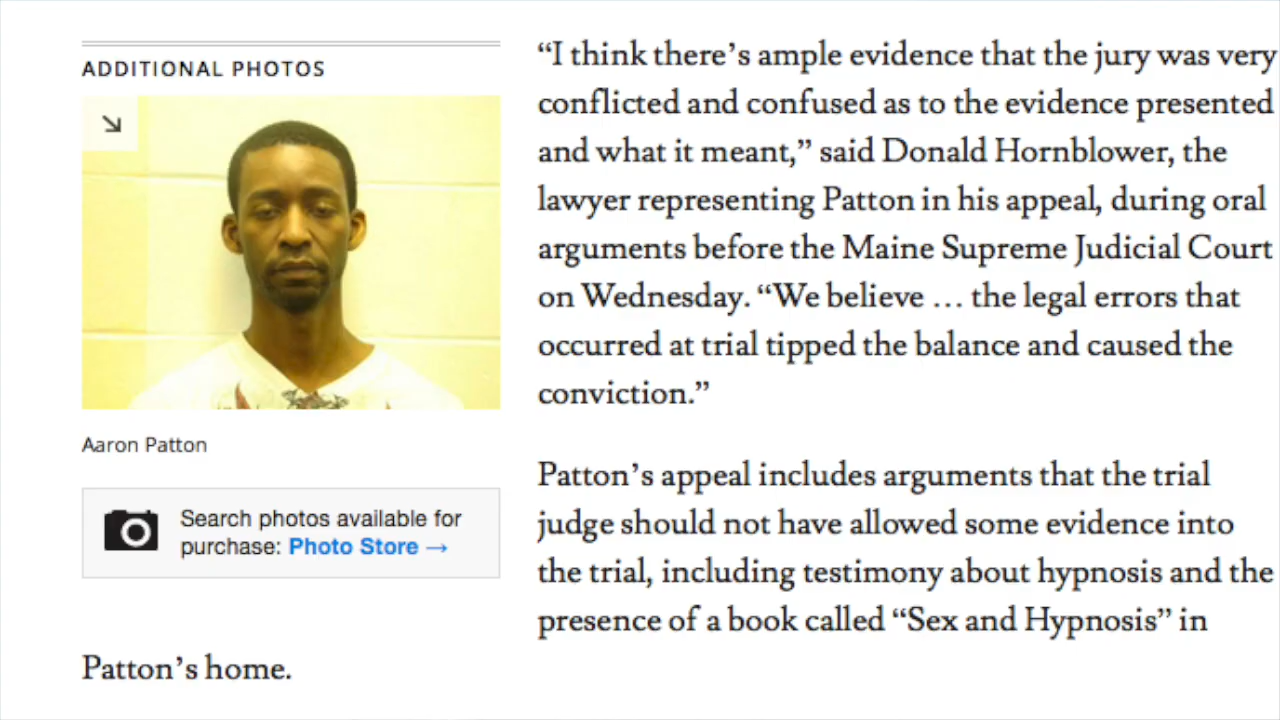 ADDITIONAL PHOTOS
Aaron Patton
Search photos available for
purchase: Photo Store →
“I think there’s ample evidence that the jury was very
conflicted and confused as to the evidence presented
and what it meant,” said Donald Hornblower, the
lawyer representing Patton in his appeal, during oral
arguments before the Maine Supreme Judicial Court
on Wednesday. “We believe … the legal errors that
occurred at trial tipped the balance and caused the
conviction.”
Patton’s appeal includes arguments that the trial
judge should not have allowed some evidence into
the trial, including testimony about hypnosis and the
presence of a book called “Sex and Hypnosis” in
Patton’s home.